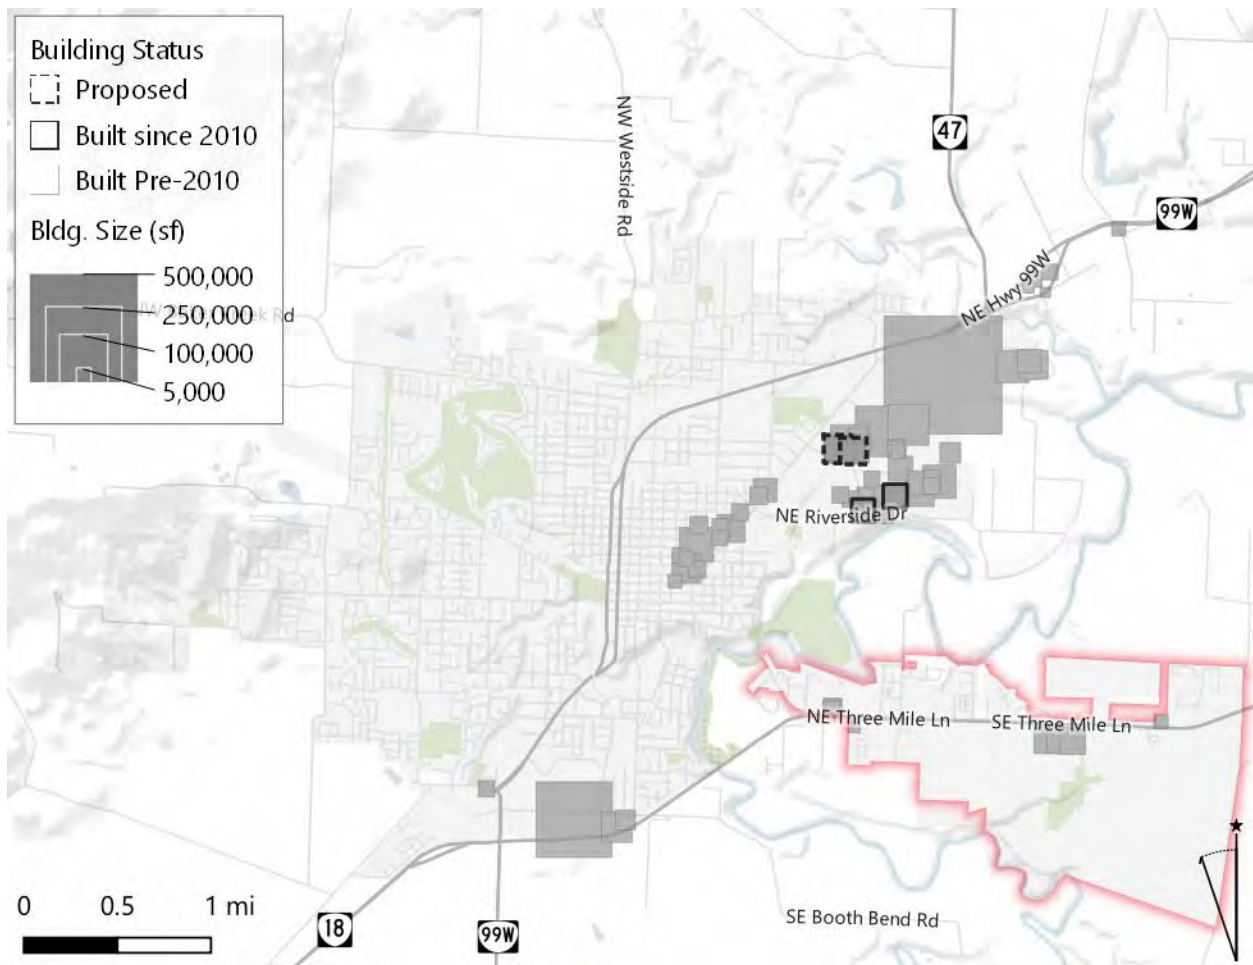 Building Status
Proposed
Built since 2010
Built Pre-2010
Bldg. Size (sf)
500,000
250,000
100,000
5,000
Rd
NW Westside Rd
47
99W
NE Hwy 99W
NE Riverside Dr
NE Three Mile Ln
SE Three Mile Ln
SE Booth Bend Rd
0 0.5 1 mi
18
99W